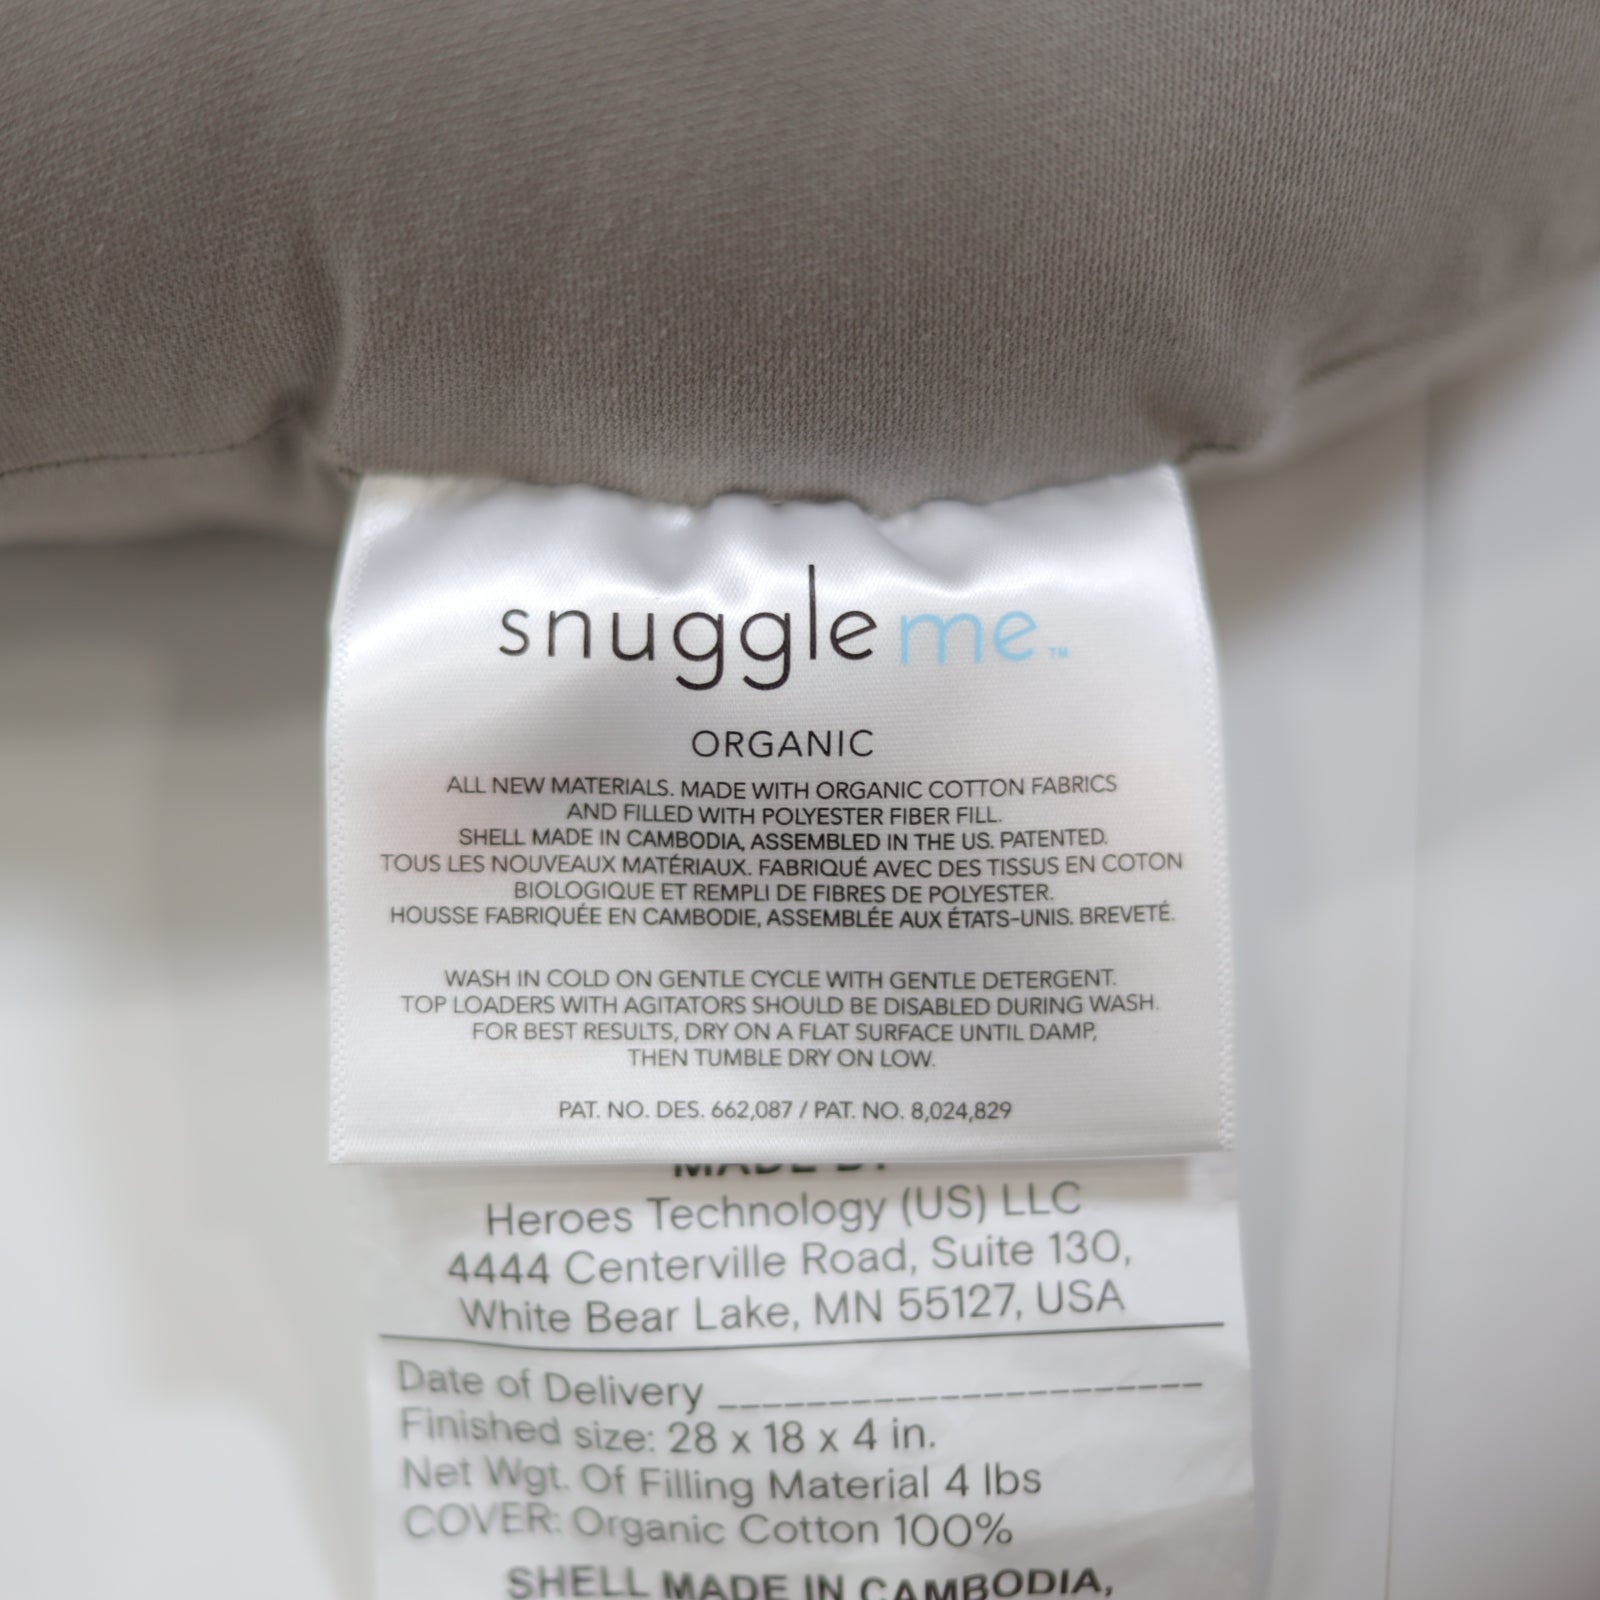 snuggle me™
ORGANIC
ALL NEW MATERIALS. MADE WITH ORGANIC COTTON FABRICS
AND FILLED WITH POLYESTER FIBER FILL.
SHELL MADE IN CAMBODIA, ASSEMBLED IN THE US. PATENTED.
TOUS LES NOUVEAUX MATÉRIAUX. FABRIQUÉ AVEC DES TISSUS EN COTON
BIOLOGIQUE ET REMPLI DE FIBRES DE POLYESTER.
HOUSSE FABRIQUÉE EN CAMBODIE, ASSEMBLÉE AUX ÉTATS-UNIS. BREVETÉ.
WASH IN COLD ON GENTLE CYCLE WITH GENTLE DETERGENT.
TOP LOADERS WITH AGITATORS SHOULD BE DISABLED DURING WASH.
FOR BEST RESULTS, DRY ON A FLAT SURFACE UNTIL DAMP,
THEN TUMBLE DRY ON LOW.
PAT. NO. DES. 662,087 / PAT. NO. 8,024,829
MADE BY
Heroes Technology (US) LLC
4444 Centerville Road, Suite 130,
White Bear Lake, MN 55127, USA
Date of Delivery ______________________
Finished size: 28 x 18 x 4 in.
Net Wgt. Of Filling Material 4 lbs
COVER: Organic Cotton 100%
SHELL MADE IN CAMBODIA,